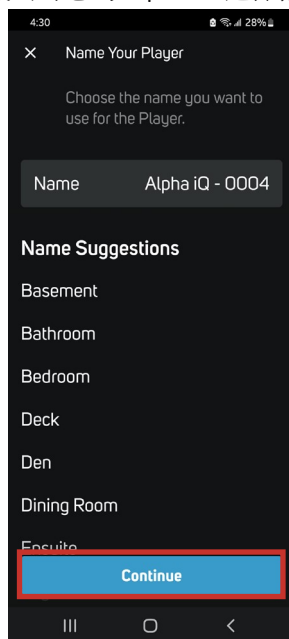 4:30 28%
Name Your Player
Choose the name you want to
use for the Player.
Name Alpha iQ - 0004
Name Suggestions
Basement
Bathroom
Bedroom
Deck
Den
Dining Room
Ensuite
Continue